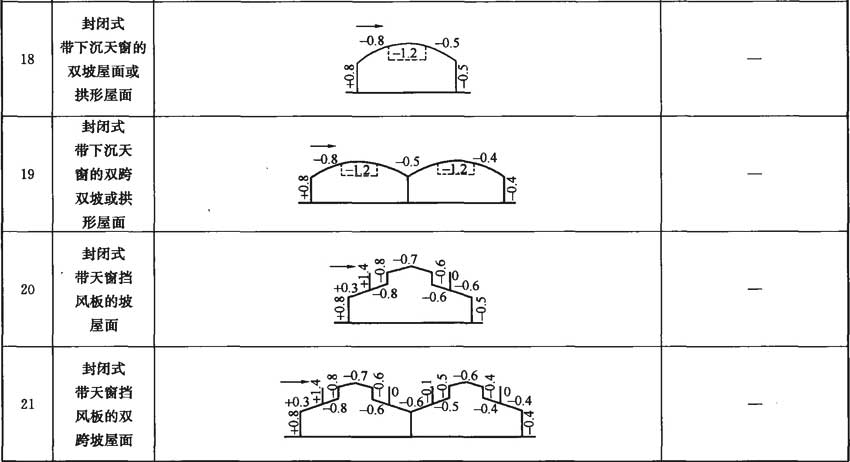 18
封闭式
带下沉天窗的
双坡屋面或
拱形屋面
-0.8
-0.5
-1.2
+0.8
-0.5
—
19
封闭式
带下沉天
窗的双跨
双坡或拱
形屋面
-0.8
-0.5
-0.4
-1.2
-1.2
+0.8
-0.4
—
20
封闭式
带天窗挡
风板的坡
屋面
-0.7
+1.4
-0.8
-0.6
0
+0.3
-0.8
-0.6
-0.6
+0.8
-0.5
—
21
封闭式
带天窗挡
风板的双
跨坡屋面
-0.7
-0.6
+1.4
-0.8
-0.6
0
-0.1
-0.5
-0.4
0
+0.3
-0.8
-0.6
-0.6
-0.5
-0.4
-0.4
+0.8
-0.4
—